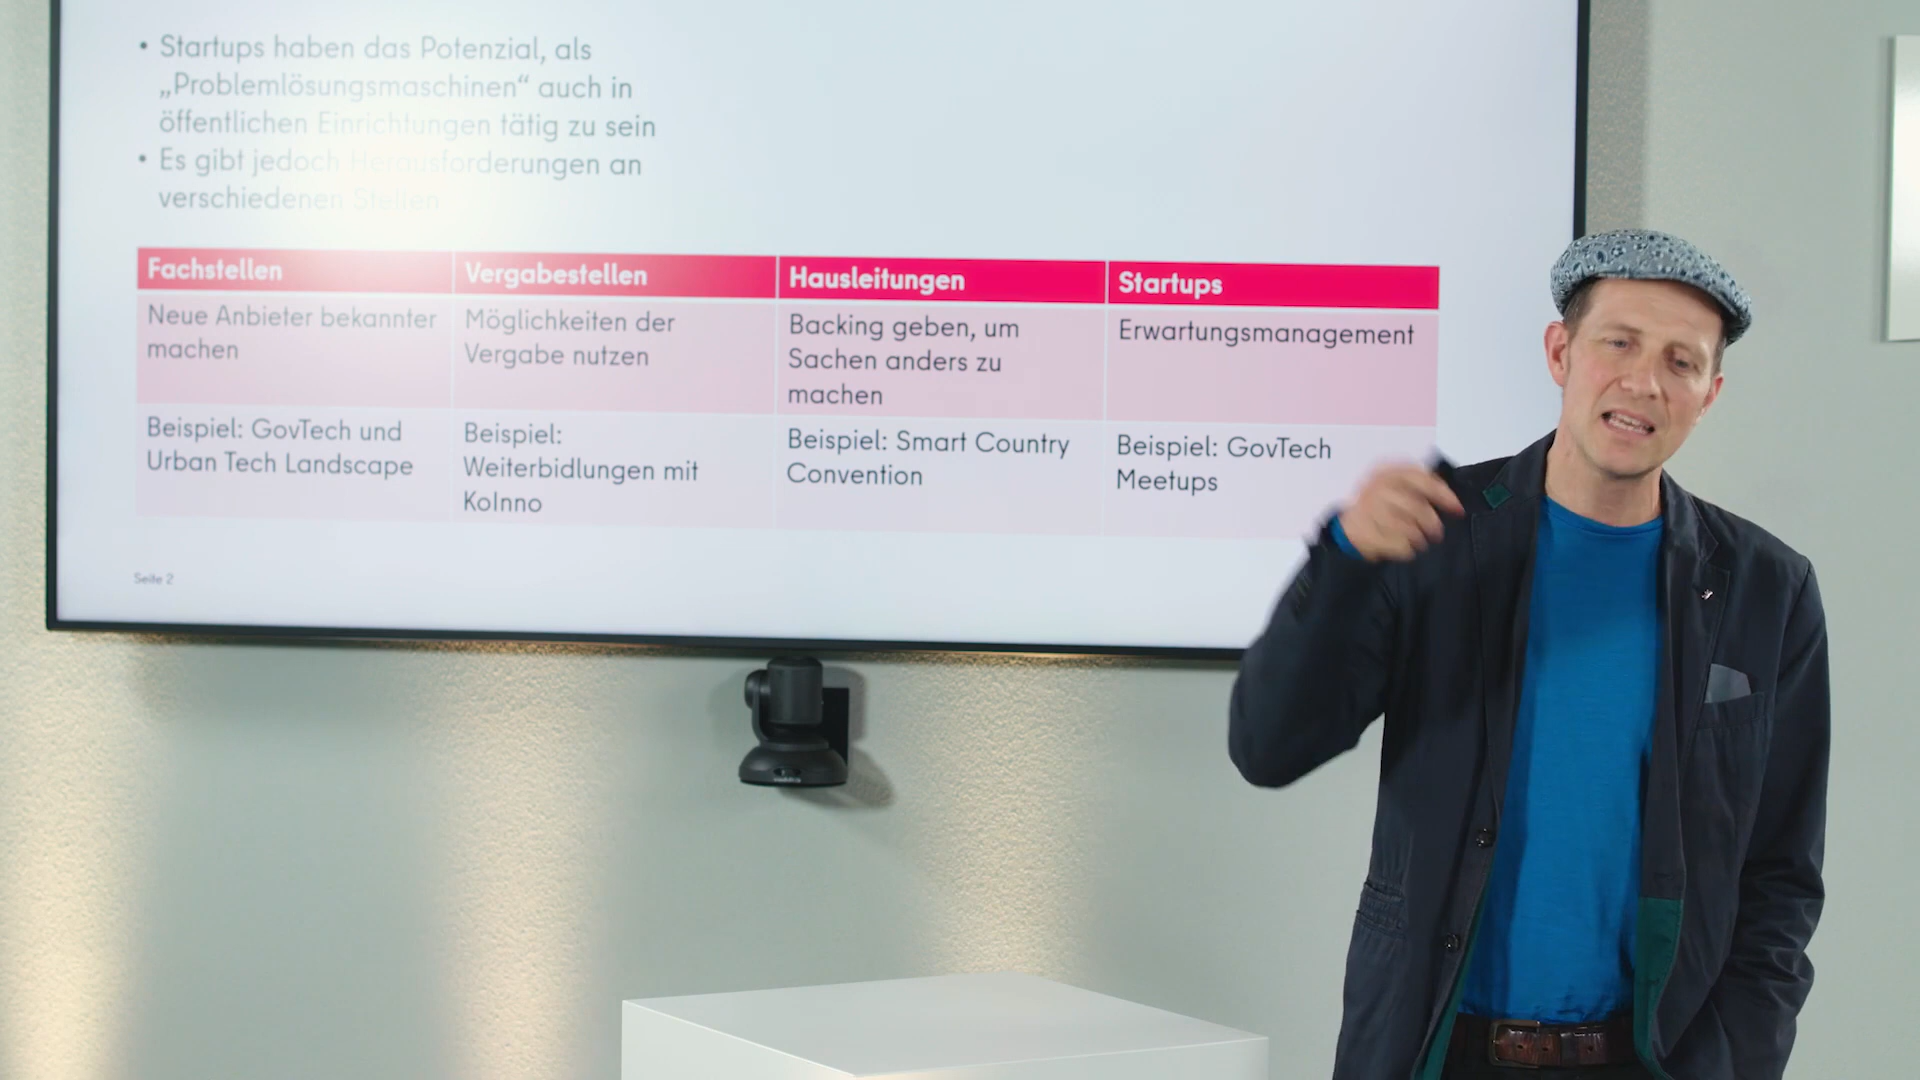 • Startups haben das Potenzial, als
„Problemlösungsmaschinen“ auch in
öffentlichen Einrichtungen tätig zu sein
• Es gibt jedoch Herausforderungen an
verschiedenen Stellen
Fachstellen
Vergabestellen
Hausleitungen
Startups
Neue Anbieter bekannter
machen
Möglichkeiten der
Vergabe nutzen
Backing geben, um
Sachen anders zu
machen
Erwartungsmanagement
Beispiel: GovTech und
Urban Tech Landscape
Beispiel:
Weiterbidlungen mit
KoInno
Beispiel: Smart Country
Convention
Beispiel: GovTech
Meetups
Seite 2